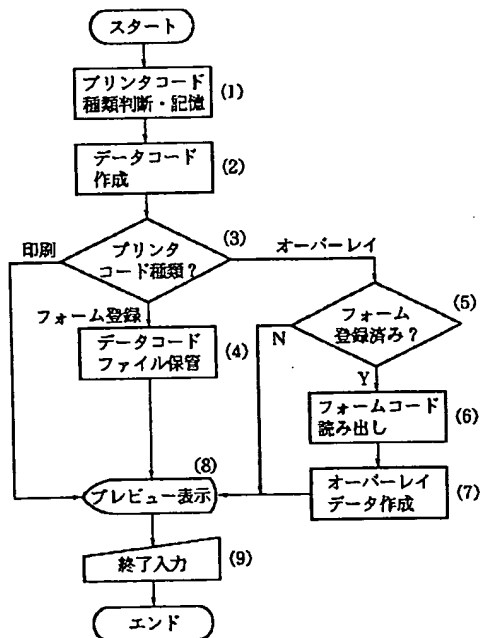 スタート
プリンタコード
種類判断・記憶
(1)
データコード
作成
(2)
プリンタ
コード種類?
(3)
印刷
オーバーレイ
フォーム登録
データコード
ファイル保管
(4)
フォーム
登録済み?
(5)
N
Y
フォームコード
読み出し
(6)
オーバーレイ
データ作成
(7)
(8)
プレビュー表示
終了入力
(9)
エンド